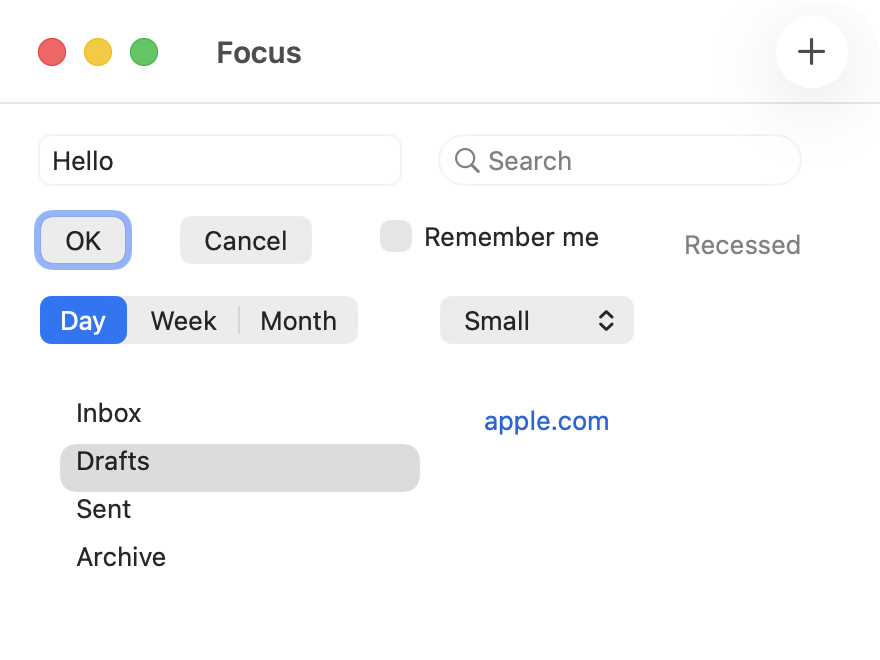 Focus
Hello
Search
OK
Cancel
Remember me
Recessed
Day
Week
Month
Small
Inbox
apple.com
Drafts
Sent
Archive